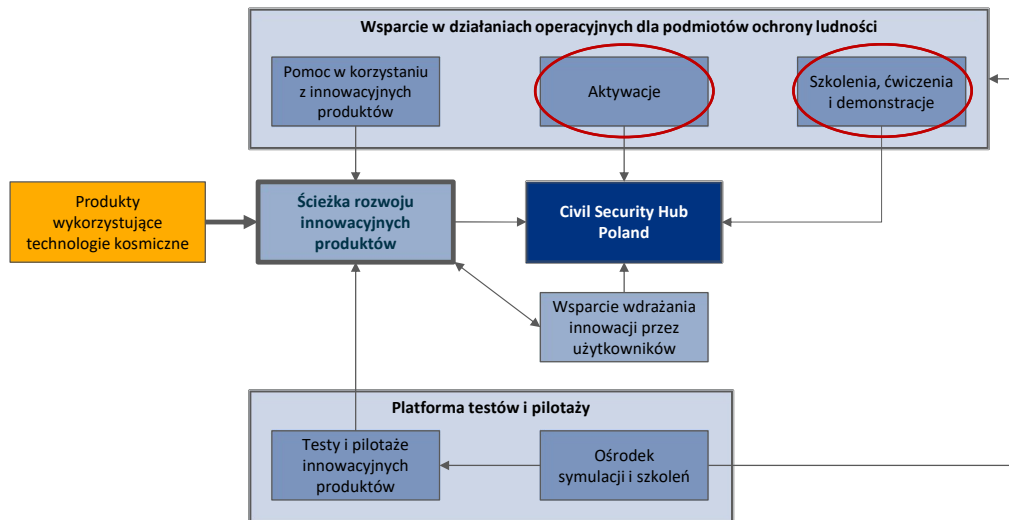 Wsparcie w działaniach operacyjnych dla podmiotów ochrony ludności
Pomoc w korzystaniu
z innowacyjnych
produktów
Aktywacje
Szkolenia, ćwiczenia
i demonstracje
Produkty
wykorzystujące
technologie kosmiczne
Ścieżka rozwoju
innowacyjnych
produktów
Civil Security Hub
Poland
Wsparcie wdrażania
innowacji przez
użytkowników
Platforma testów i pilotaży
Testy i pilotaże
innowacyjnych
produktów
Ośrodek
symulacji i szkoleń